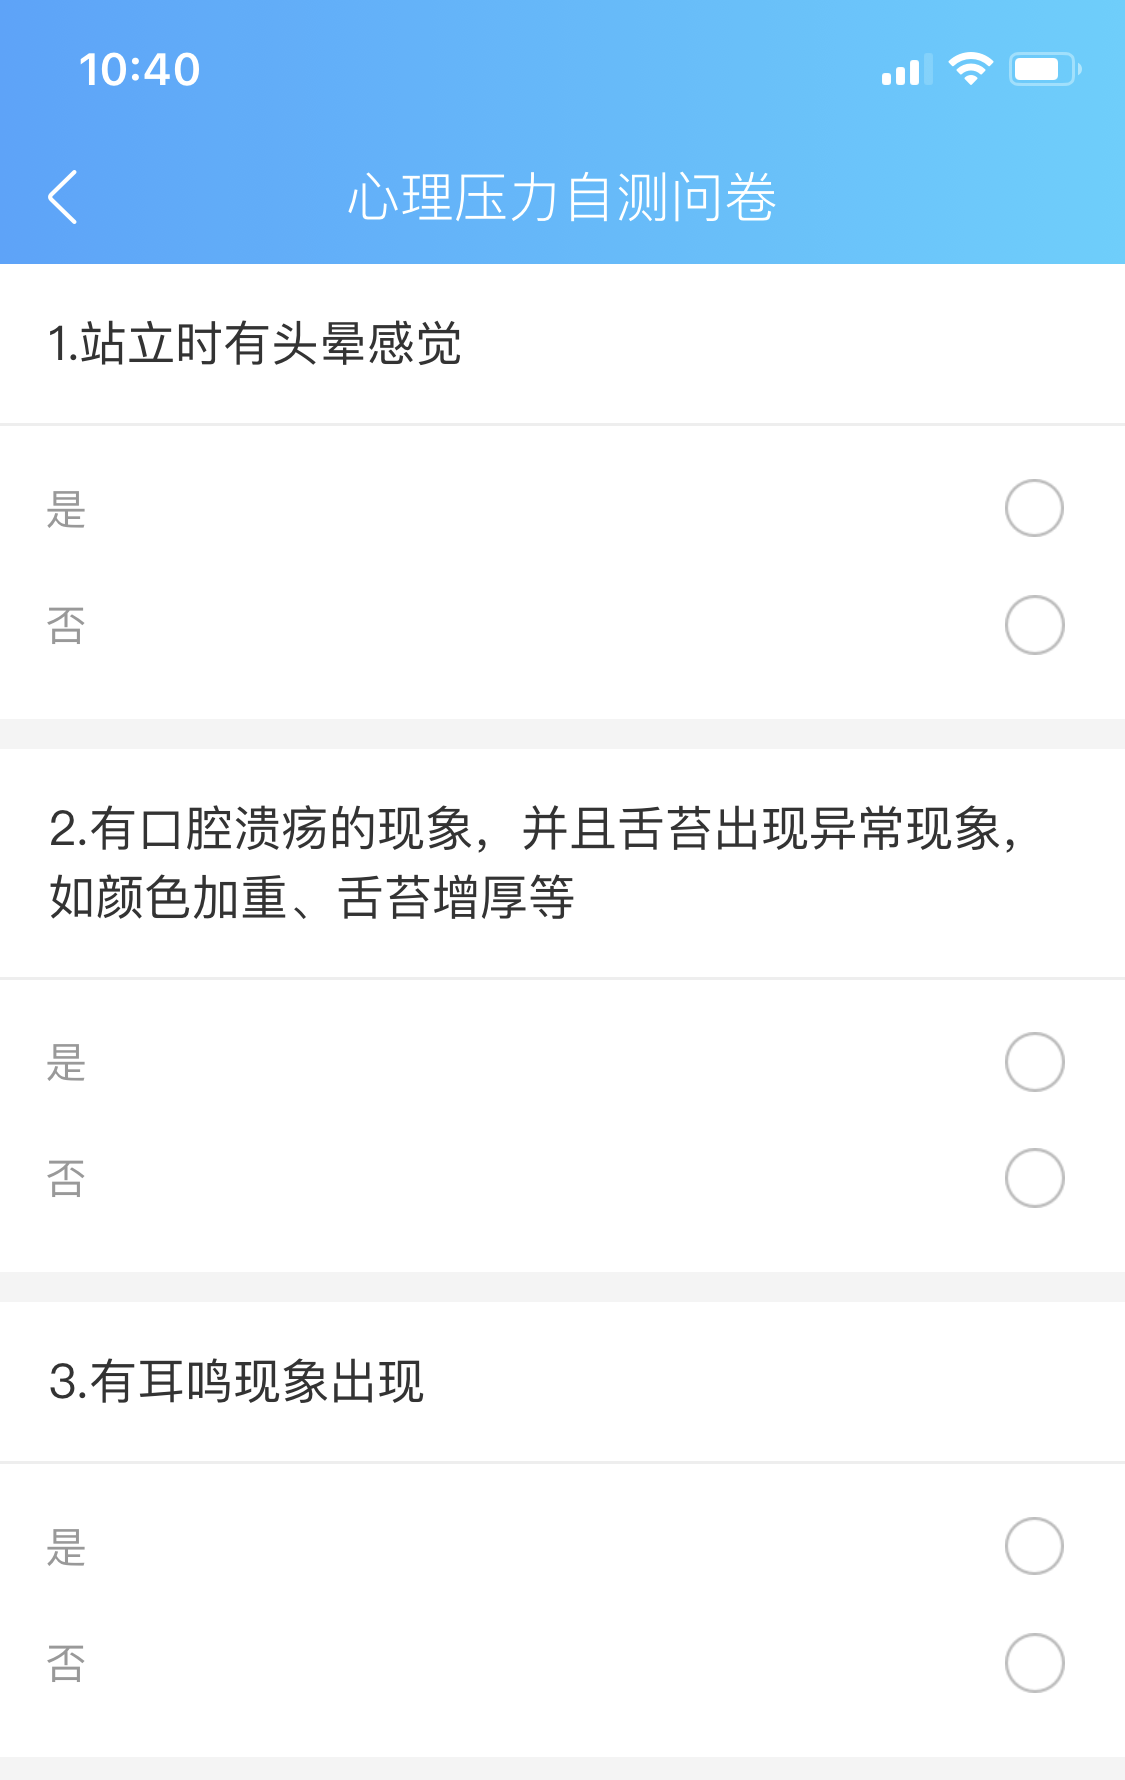 10:40
心理压力自测问卷
1.站立时有头晕感觉
是
否
2.有口腔溃疡的现象，并且舌苔出现异常现象，
如颜色加重、舌苔增厚等
是
否
3.有耳鸣现象出现
是
否